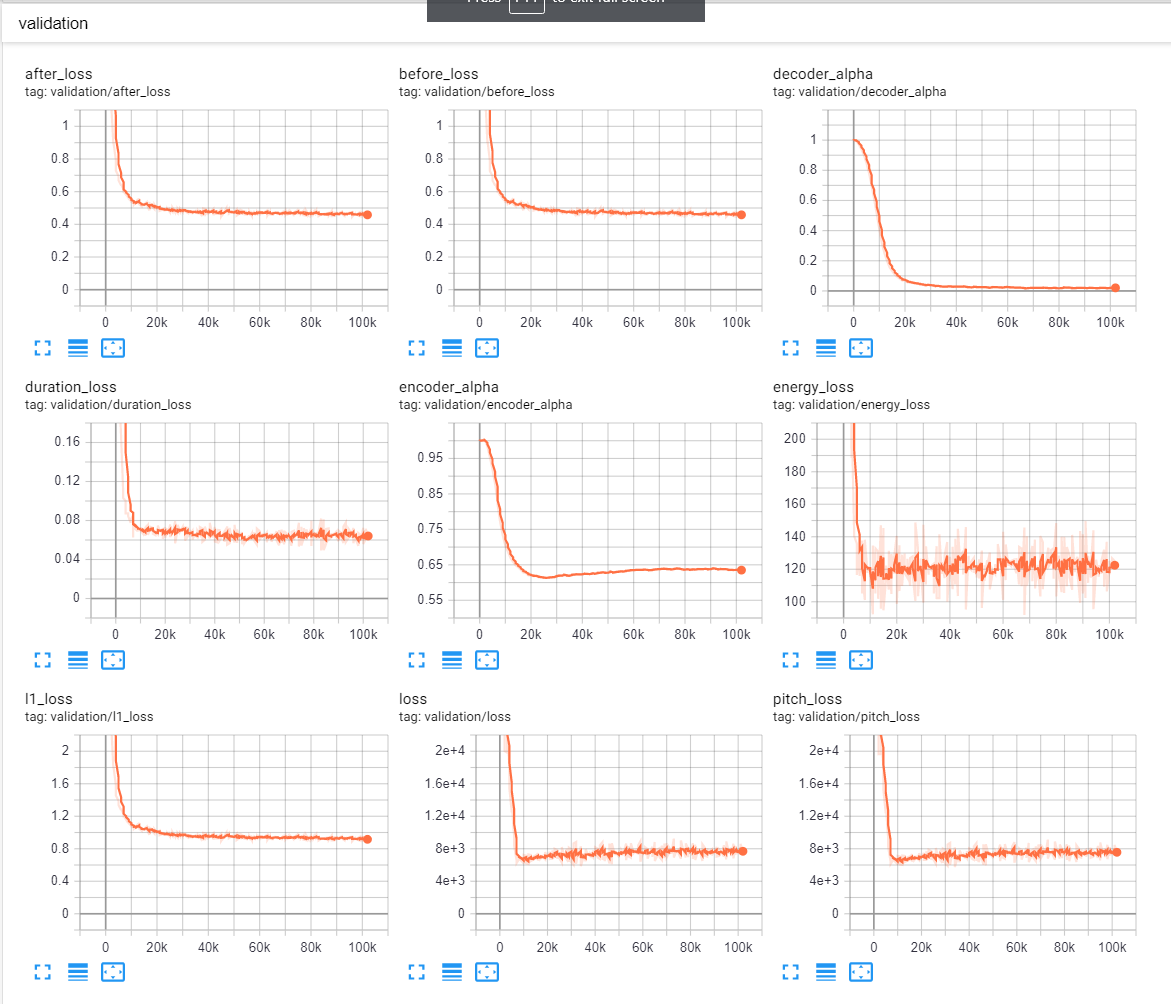 to exit full screen
validation
after_loss
tag: validation/after_loss
1
0.8
0.6
0.4
0.2
0
0 20k 40k 60k 80k 100k
before_loss
tag: validation/before_loss
1
0.8
0.6
0.4
0.2
0
0 20k 40k 60k 80k 100k
decoder_alpha
tag: validation/decoder_alpha
1
0.8
0.6
0.4
0.2
0
0 20k 40k 60k 80k 100k
duration_loss
tag: validation/duration_loss
0.16
0.12
0.08
0.04
0
0 20k 40k 60k 80k 100k
encoder_alpha
tag: validation/encoder_alpha
0.95
0.85
0.75
0.65
0.55
0 20k 40k 60k 80k 100k
energy_loss
tag: validation/energy_loss
200
180
160
140
120
100
0 20k 40k 60k 80k 100k
l1_loss
tag: validation/l1_loss
2
1.6
1.2
0.8
0.4
0
0 20k 40k 60k 80k 100k
loss
tag: validation/loss
2e+4
1.6e+4
1.2e+4
8e+3
4e+3
0
0 20k 40k 60k 80k 100k
pitch_loss
tag: validation/pitch_loss
2e+4
1.6e+4
1.2e+4
8e+3
4e+3
0
0 20k 40k 60k 80k 100k